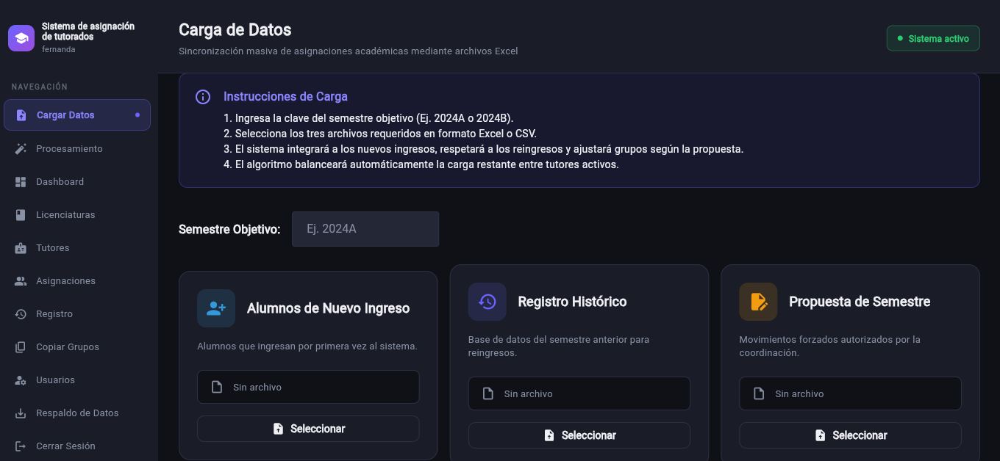 Sistema de asignación
de tutorados
fernanda
NAVEGACIÓN
Cargar Datos
Procesamiento
Dashboard
Licenciaturas
Tutores
Asignaciones
Registro
Copiar Grupos
Usuarios
Respaldo de Datos
Cerrar Sesión
Carga de Datos
Sincronización masiva de asignaciones académicas mediante archivos Excel
Sistema activo
Instrucciones de Carga
1. Ingresa la clave del semestre objetivo (Ej. 2024A o 2024B).
2. Selecciona los tres archivos requeridos en formato Excel o CSV.
3. El sistema integrará a los nuevos ingresos, respetará a los reingresos y ajustará grupos según la propuesta.
4. El algoritmo balanceará automáticamente la carga restante entre tutores activos.
Semestre Objetivo:
Ej. 2024A
Alumnos de Nuevo Ingreso
Alumnos que ingresan por primera vez al sistema.
Sin archivo
Seleccionar
Registro Histórico
Base de datos del semestre anterior para
reingresos.
Sin archivo
Seleccionar
Propuesta de Semestre
Movimientos forzados autorizados por la
coordinación.
Sin archivo
Seleccionar